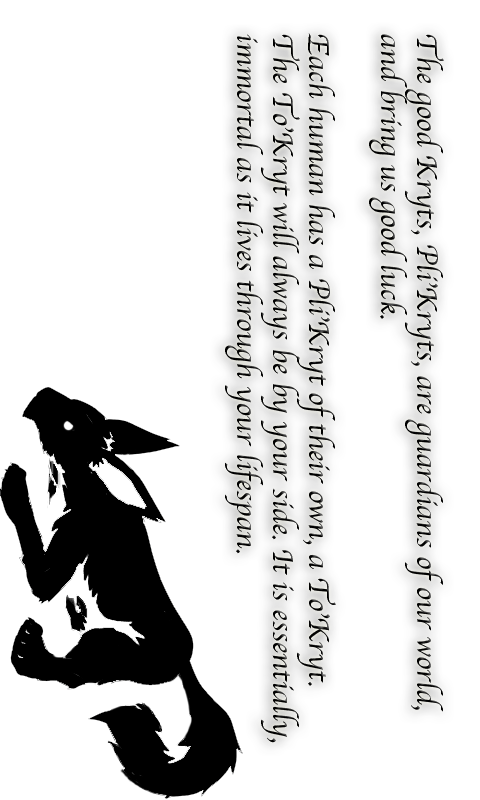 The good Kryts, Pli'Kryts, are guardians of our world,
and bring us good luck.
Each human has a Pli'Kryt of their own, a To'Kryt.
The To'Kryt will always be by your side. It is essentially,
immortal as it lives through your lifespan.